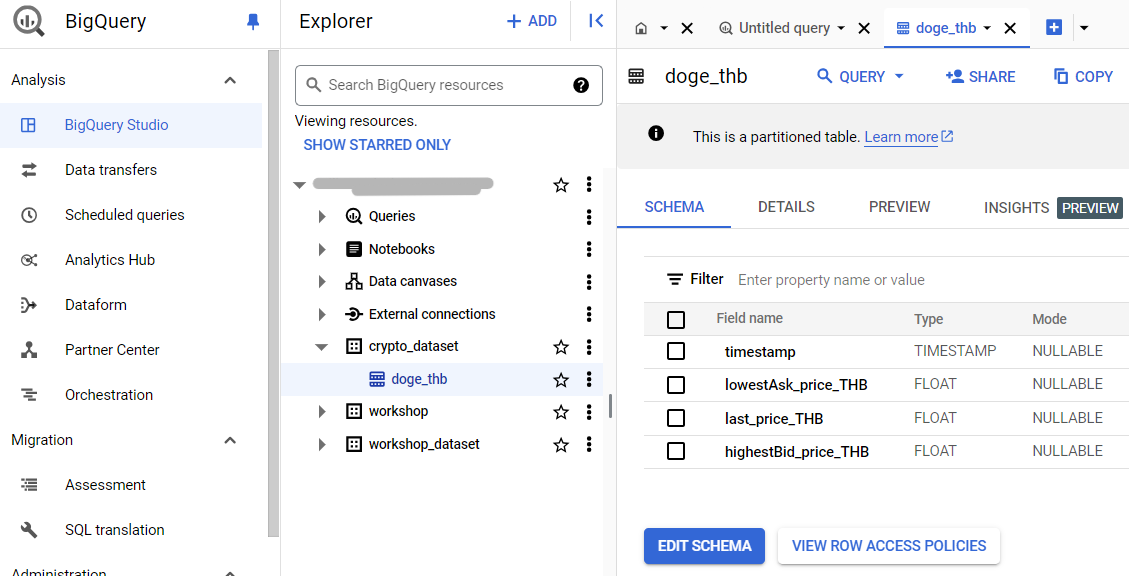 BigQuery
Analysis
BigQuery Studio
Data transfers
Scheduled queries
Analytics Hub
Dataform
Partner Center
Orchestration
Migration
Assessment
SQL translation
Administration
Explorer
+ ADD
Search BigQuery resources
Viewing resources.
SHOW STARRED ONLY
Queries
Notebooks
Data canvases
External connections
crypto_dataset
doge_thb
workshop
workshop_dataset
Untitled query
doge_thb
doge_thb
QUERY
SHARE
COPY
This is a partitioned table. Learn more
SCHEMA DETAILS PREVIEW INSIGHTS PREVIEW
Filter Enter property name or value
Field name Type Mode
timestamp TIMESTAMP NULLABLE
lowestAsk_price_THB FLOAT NULLABLE
last_price_THB FLOAT NULLABLE
highestBid_price_THB FLOAT NULLABLE
EDIT SCHEMA VIEW ROW ACCESS POLICIES